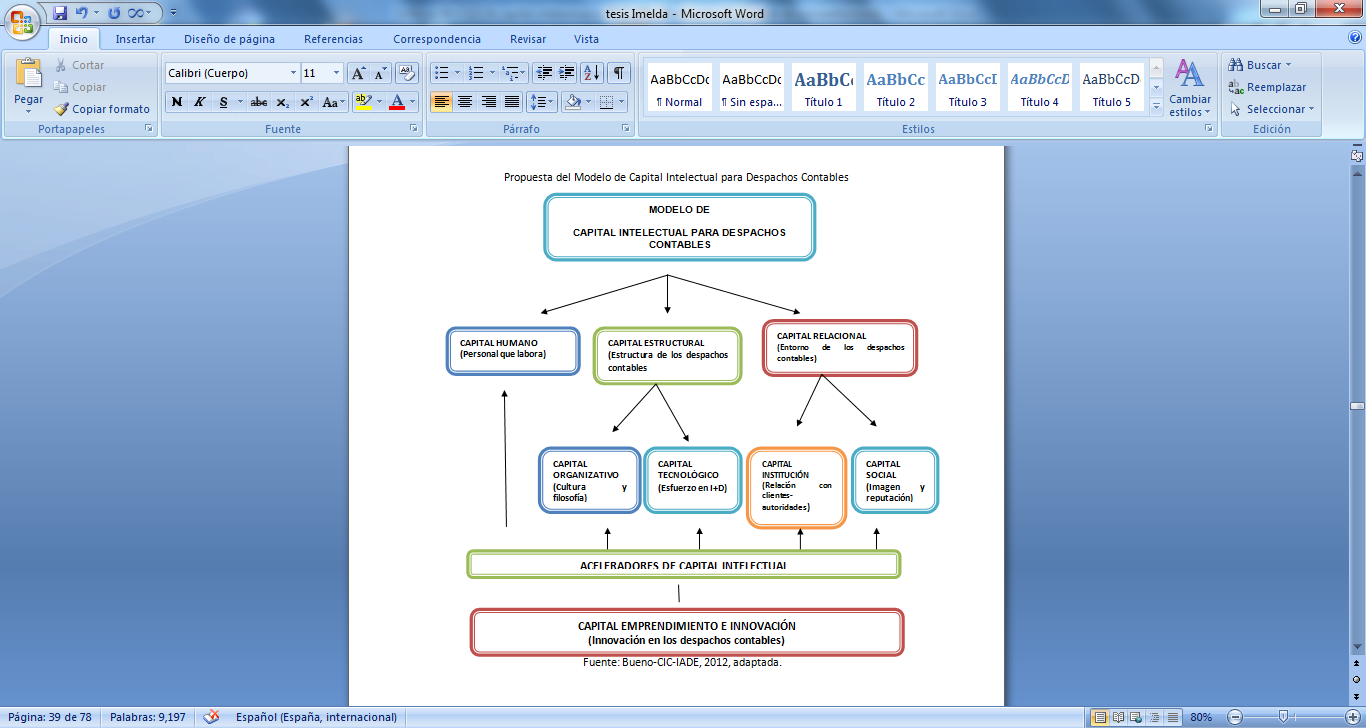 tesis Imelda - Microsoft Word
Inicio Insertar Diseño de página Referencias Correspondencia Revisar Vista
Pegar
Cortar
Copiar
Copiar formato
Portapapeles
Calibri (Cuerpo) 11
N K S abc x₂ x² Aa
Fuente
Párrafo
AaBbCcDc AaBbCcDc AaBbC AaBbCc AaBbCcI AaBbCcD AaBbCcD
¶ Normal ¶ Sin espa... Título 1 Título 2 Título 3 Título 4 Título 5
Cambiar
estilos
Estilos
Buscar
Reemplazar
Seleccionar
Edición
Propuesta del Modelo de Capital Intelectual para Despachos Contables
MODELO DE
CAPITAL INTELECTUAL PARA DESPACHOS
CONTABLES
CAPITAL HUMANO
(Personal que labora)
CAPITAL ESTRUCTURAL
(Estructura de los despachos
contables
CAPITAL RELACIONAL
(Entorno de los despachos
contables)
CAPITAL
ORGANIZATIVO
(Cultura y
filosofía)
CAPITAL
TECNOLÓGICO
(Esfuerzo en I+D)
CAPITAL
INSTITUCIÓN
(Relación con
clientes-
autoridades)
CAPITAL
SOCIAL
(Imagen y
reputación)
ACELERADORES DE CAPITAL INTELECTUAL
CAPITAL EMPRENDIMIENTO E INNOVACIÓN
(Innovación en los despachos contables)
Fuente: Bueno-CIC-IADE, 2012, adaptada.
Página: 39 de 78 Palabras: 9,197 Español (España, internacional) 80%